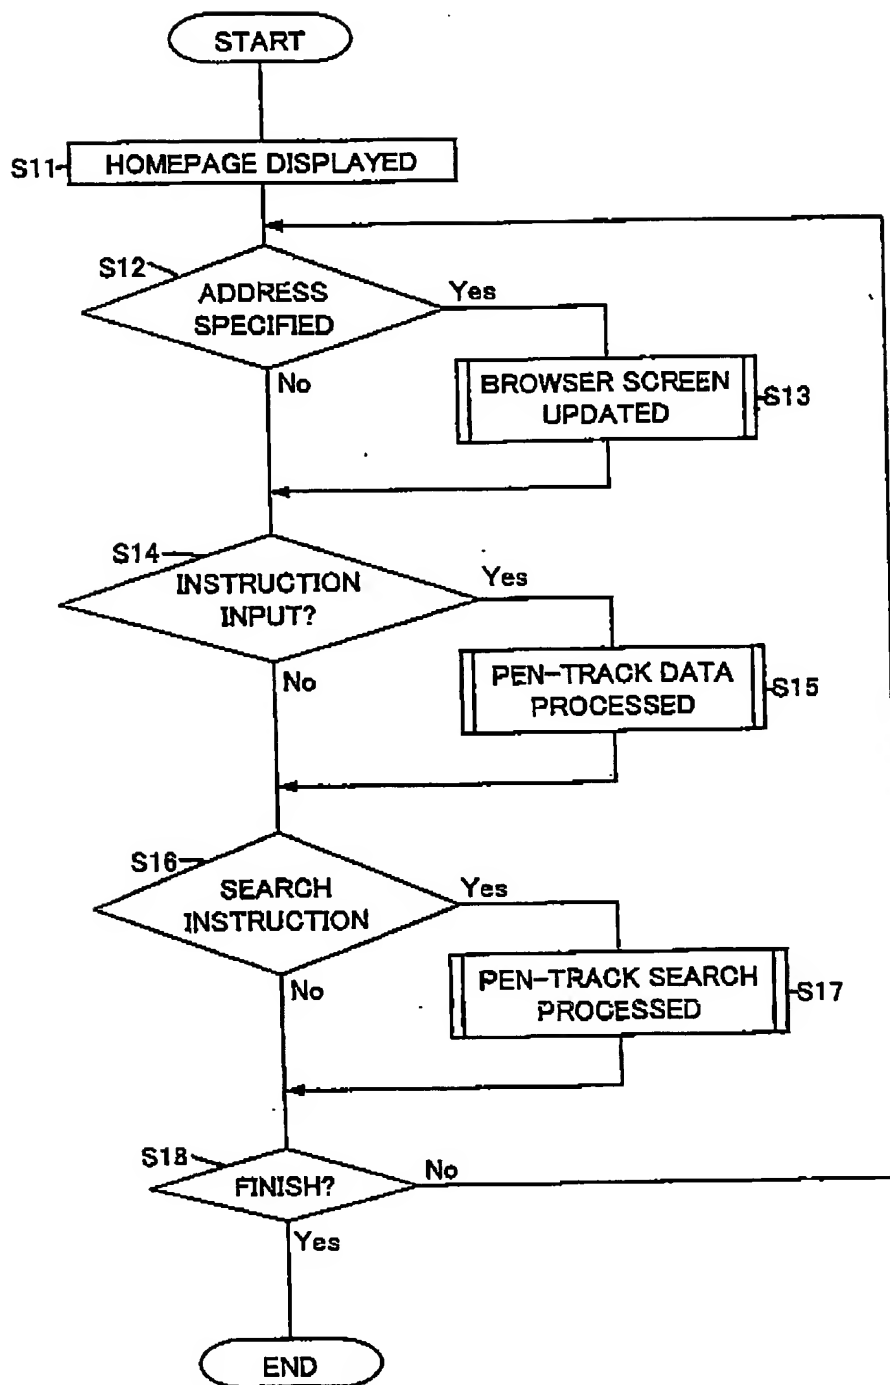 START
S11
HOMEPAGE DISPLAYED
S12
ADDRESS
SPECIFIED
Yes
No
BROWSER SCREEN
UPDATED
S13
S14
INSTRUCTION
INPUT?
Yes
No
PEN-TRACK DATA
PROCESSED
S15
S16
SEARCH
INSTRUCTION
Yes
No
PEN-TRACK SEARCH
PROCESSED
S17
S18
FINISH?
No
Yes
END